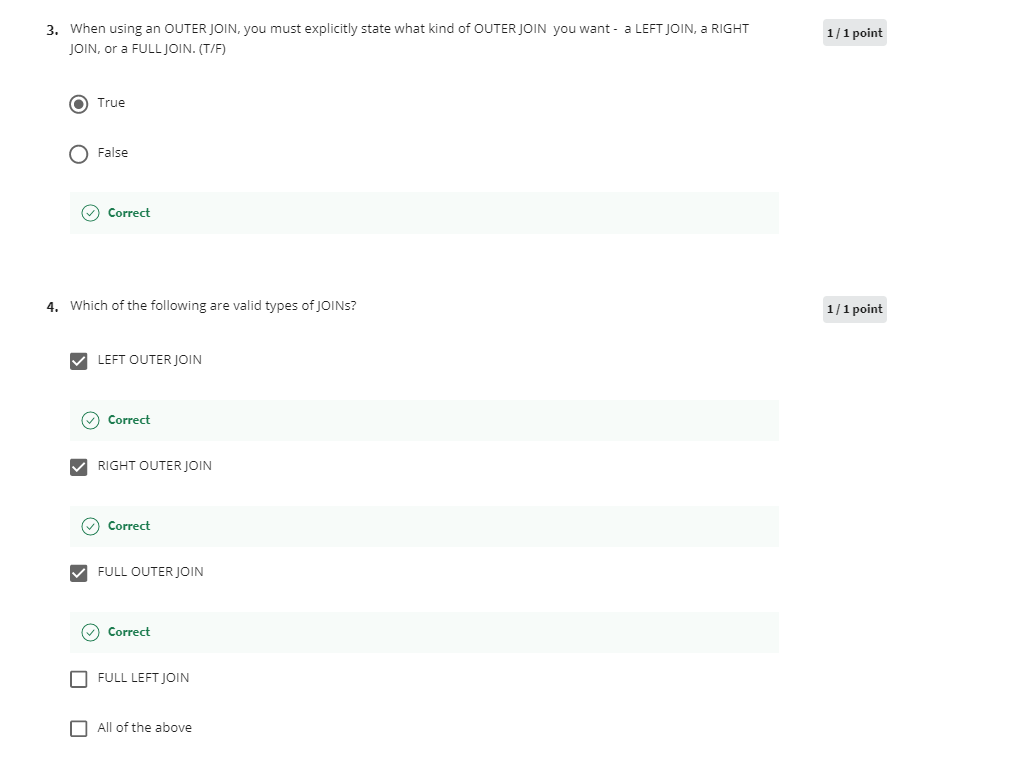 3. When using an OUTER JOIN, you must explicitly state what kind of OUTER JOIN  you want -  a LEFT JOIN, a RIGHT
JOIN, or a FULL JOIN. (T/F)
1 / 1 point
True
False
Correct
4. Which of the following are valid types of JOINs?
1 / 1 point
LEFT OUTER JOIN
Correct
RIGHT OUTER JOIN
Correct
FULL OUTER JOIN
Correct
FULL LEFT JOIN
All of the above